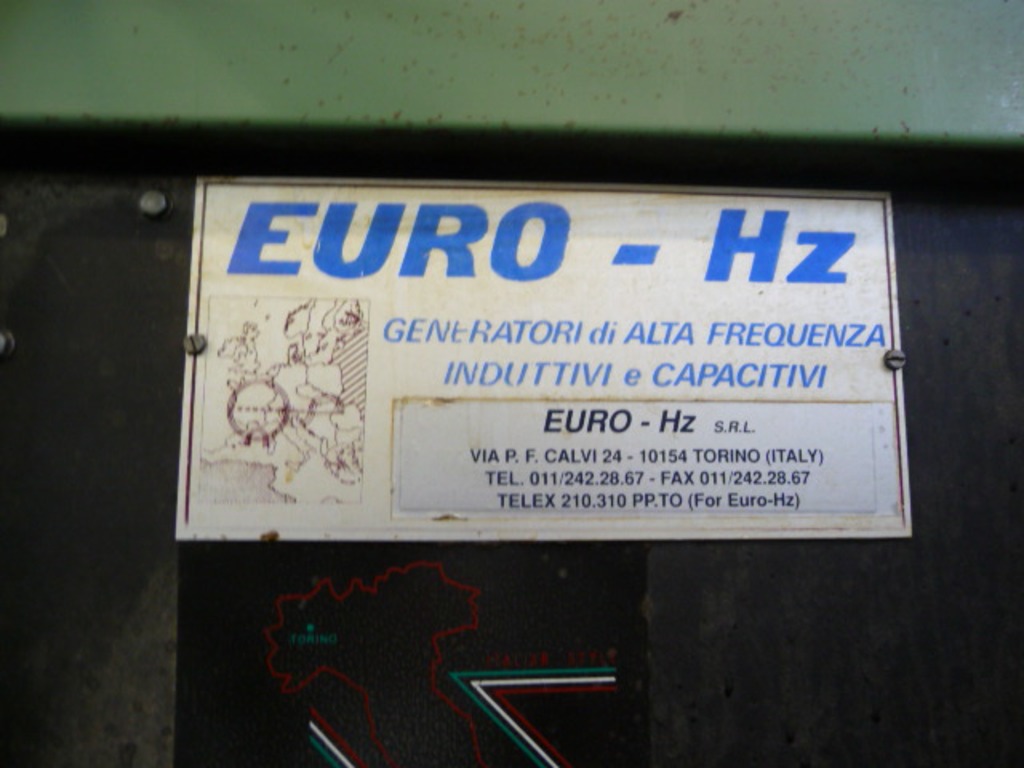 EURO - Hz
GENERATORI di ALTA FREQUENZA
INDUTTIVI e CAPACITIVI
EURO - Hz S.R.L.
VIA P. F. CALVI 24 - 10154 TORINO (ITALY)
TEL. 011/242.28.67 - FAX 011/242.28.67
TELEX 210.310 PP.TO (For Euro-Hz)
TORINO